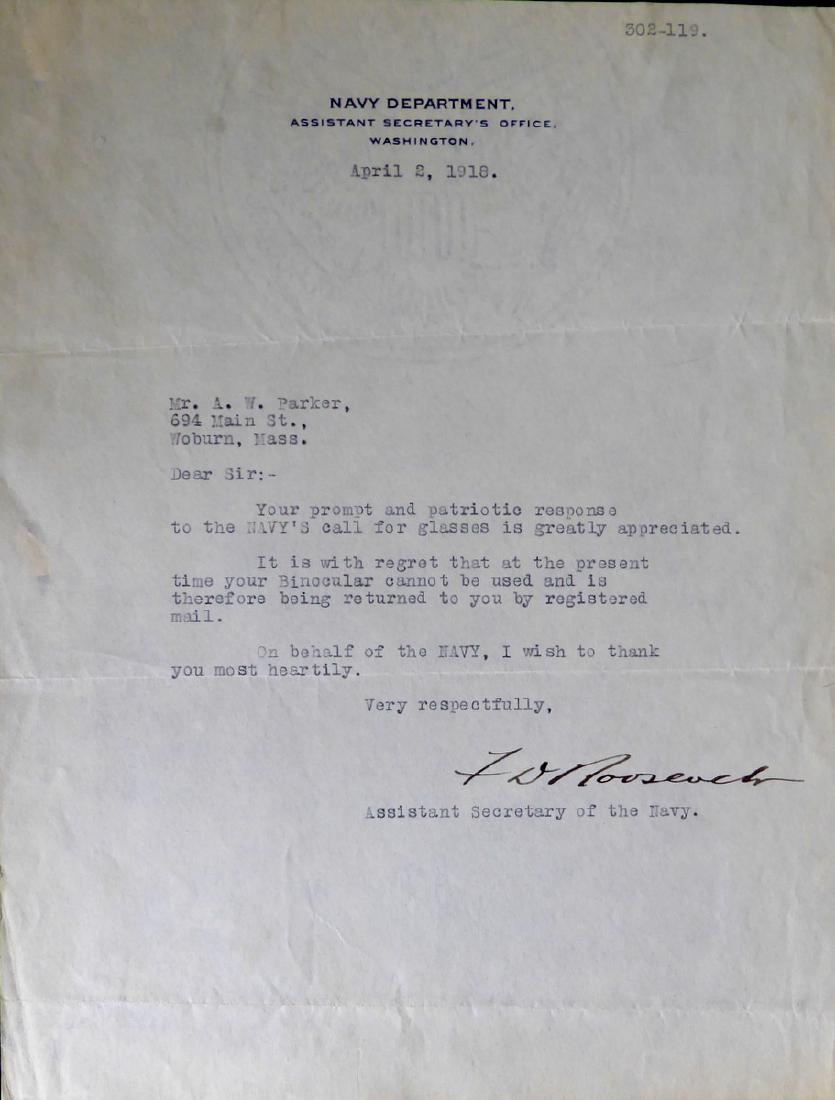 302-119.
NAVY DEPARTMENT,
ASSISTANT SECRETARY'S OFFICE,
WASHINGTON,
April 2, 1918.
Mr. A. W. Parker,
694 Main St.,
Woburn, Mass.
Dear Sir:-
Your prompt and patriotic response
to the NAVY'S call for glasses is greatly appreciated.
It is with regret that at the present
time your Binocular cannot be used and is
therefore being returned to you by registered
mail.
On behalf of the NAVY, I wish to thank
you most heartily.
Very respectfully,
F D Roosevelt
Assistant Secretary of the Navy.